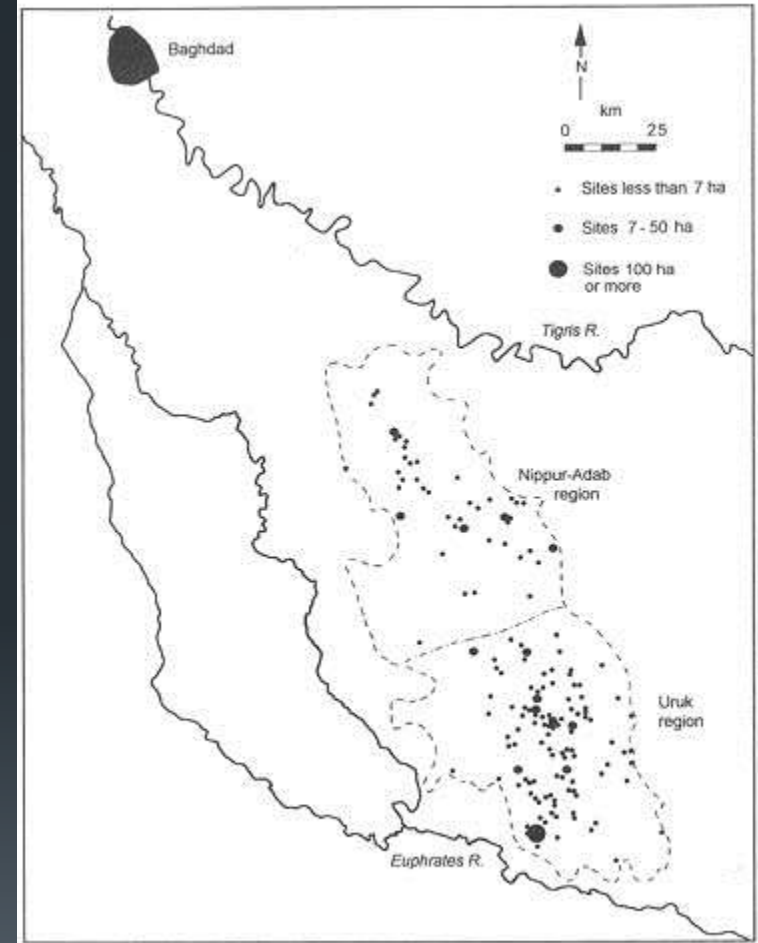 Baghdad
N
km
0 25
Sites less than 7 ha
Sites 7 - 50 ha
Sites 100 ha
or more
Tigris R.
Nippur-Adab
region
Uruk
region
Euphrates R.